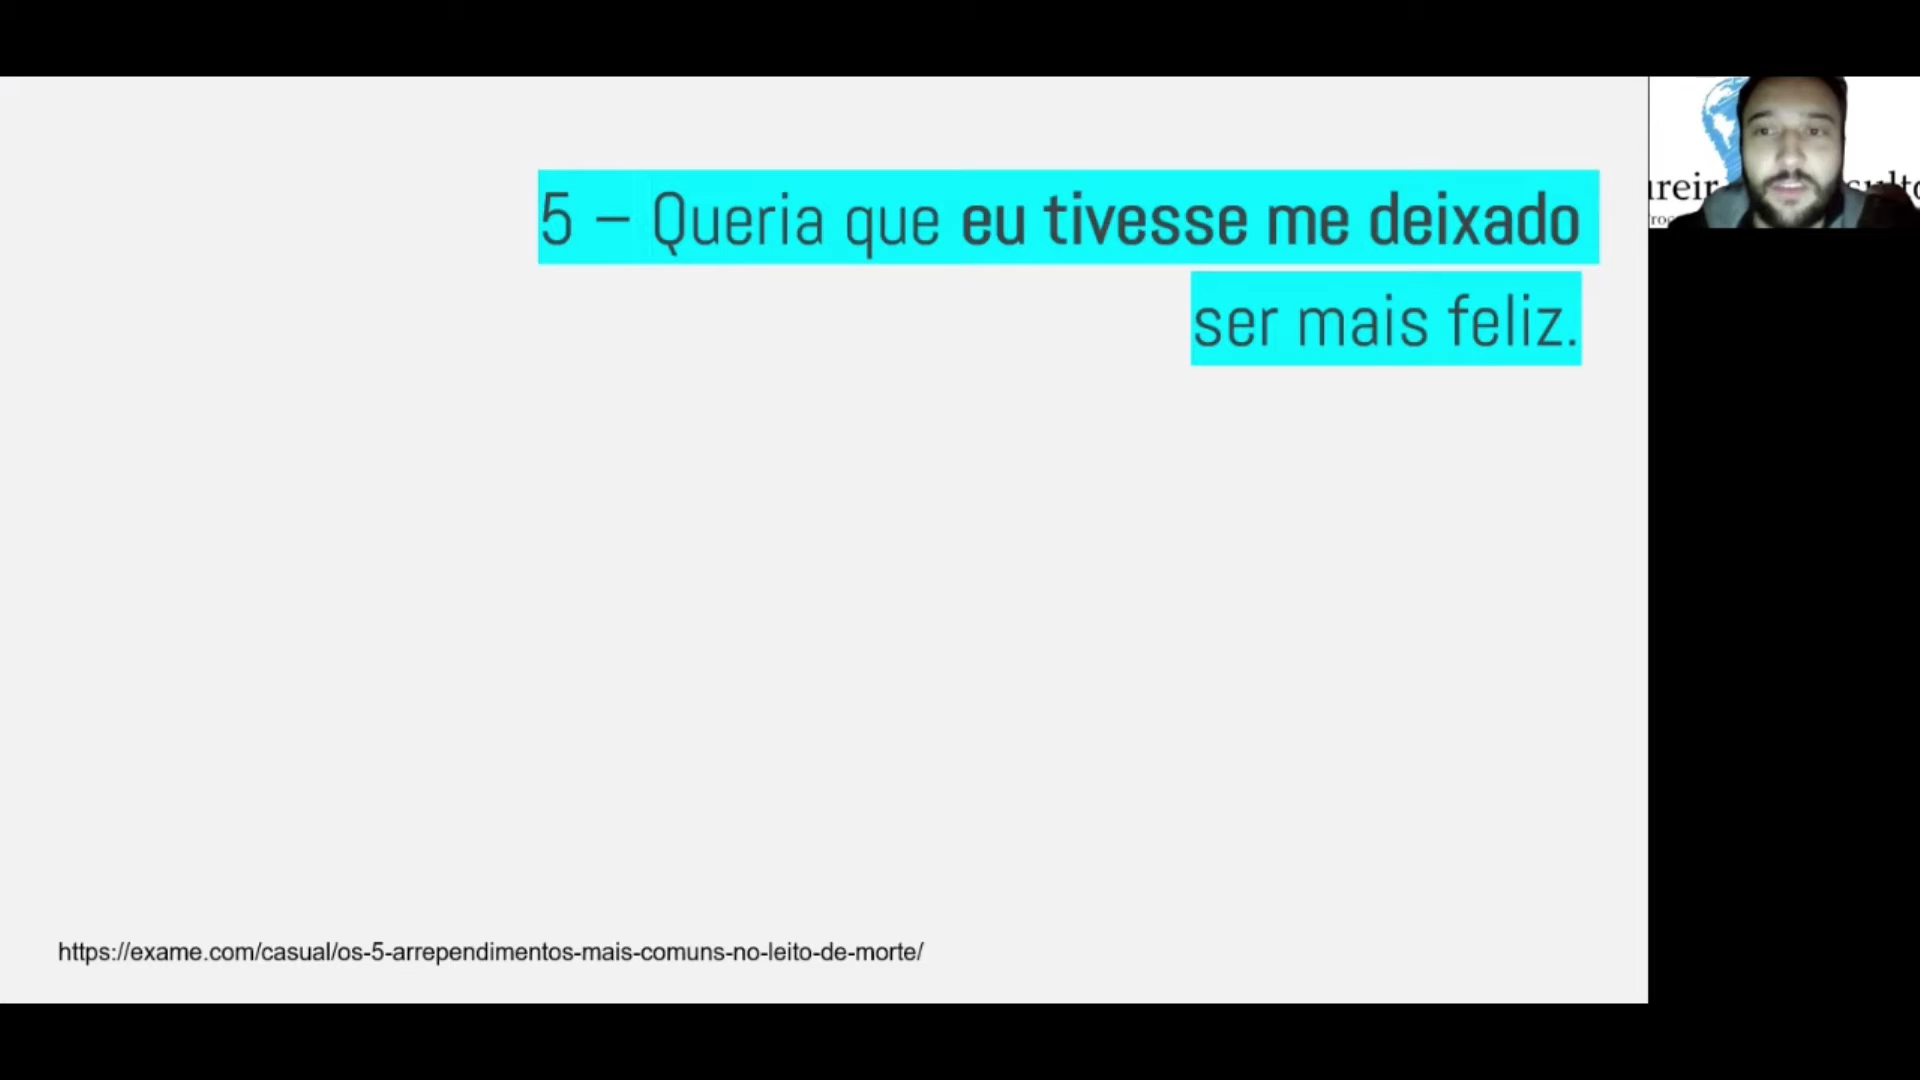 5 – Queria que eu tivesse me deixado
ser mais feliz.
https://exame.com/casual/os-5-arrependimentos-mais-comuns-no-leito-de-morte/